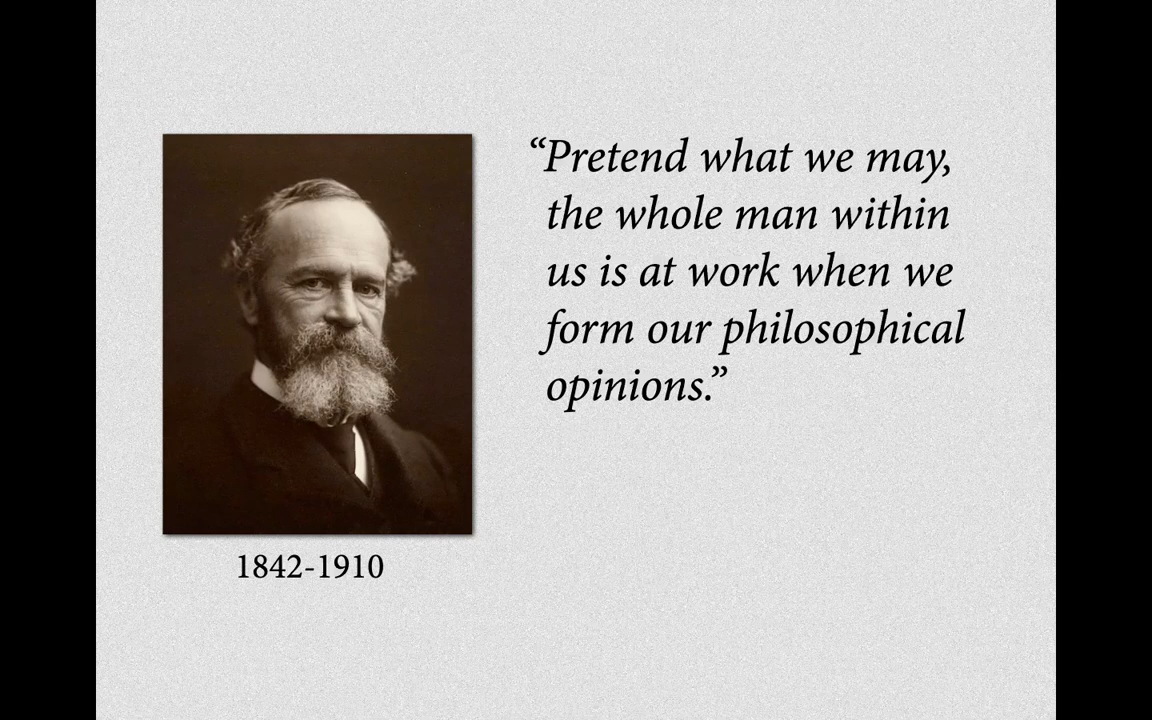 “Pretend what we may,
the whole man within
us is at work when we
form our philosophical
opinions.”
1842-1910